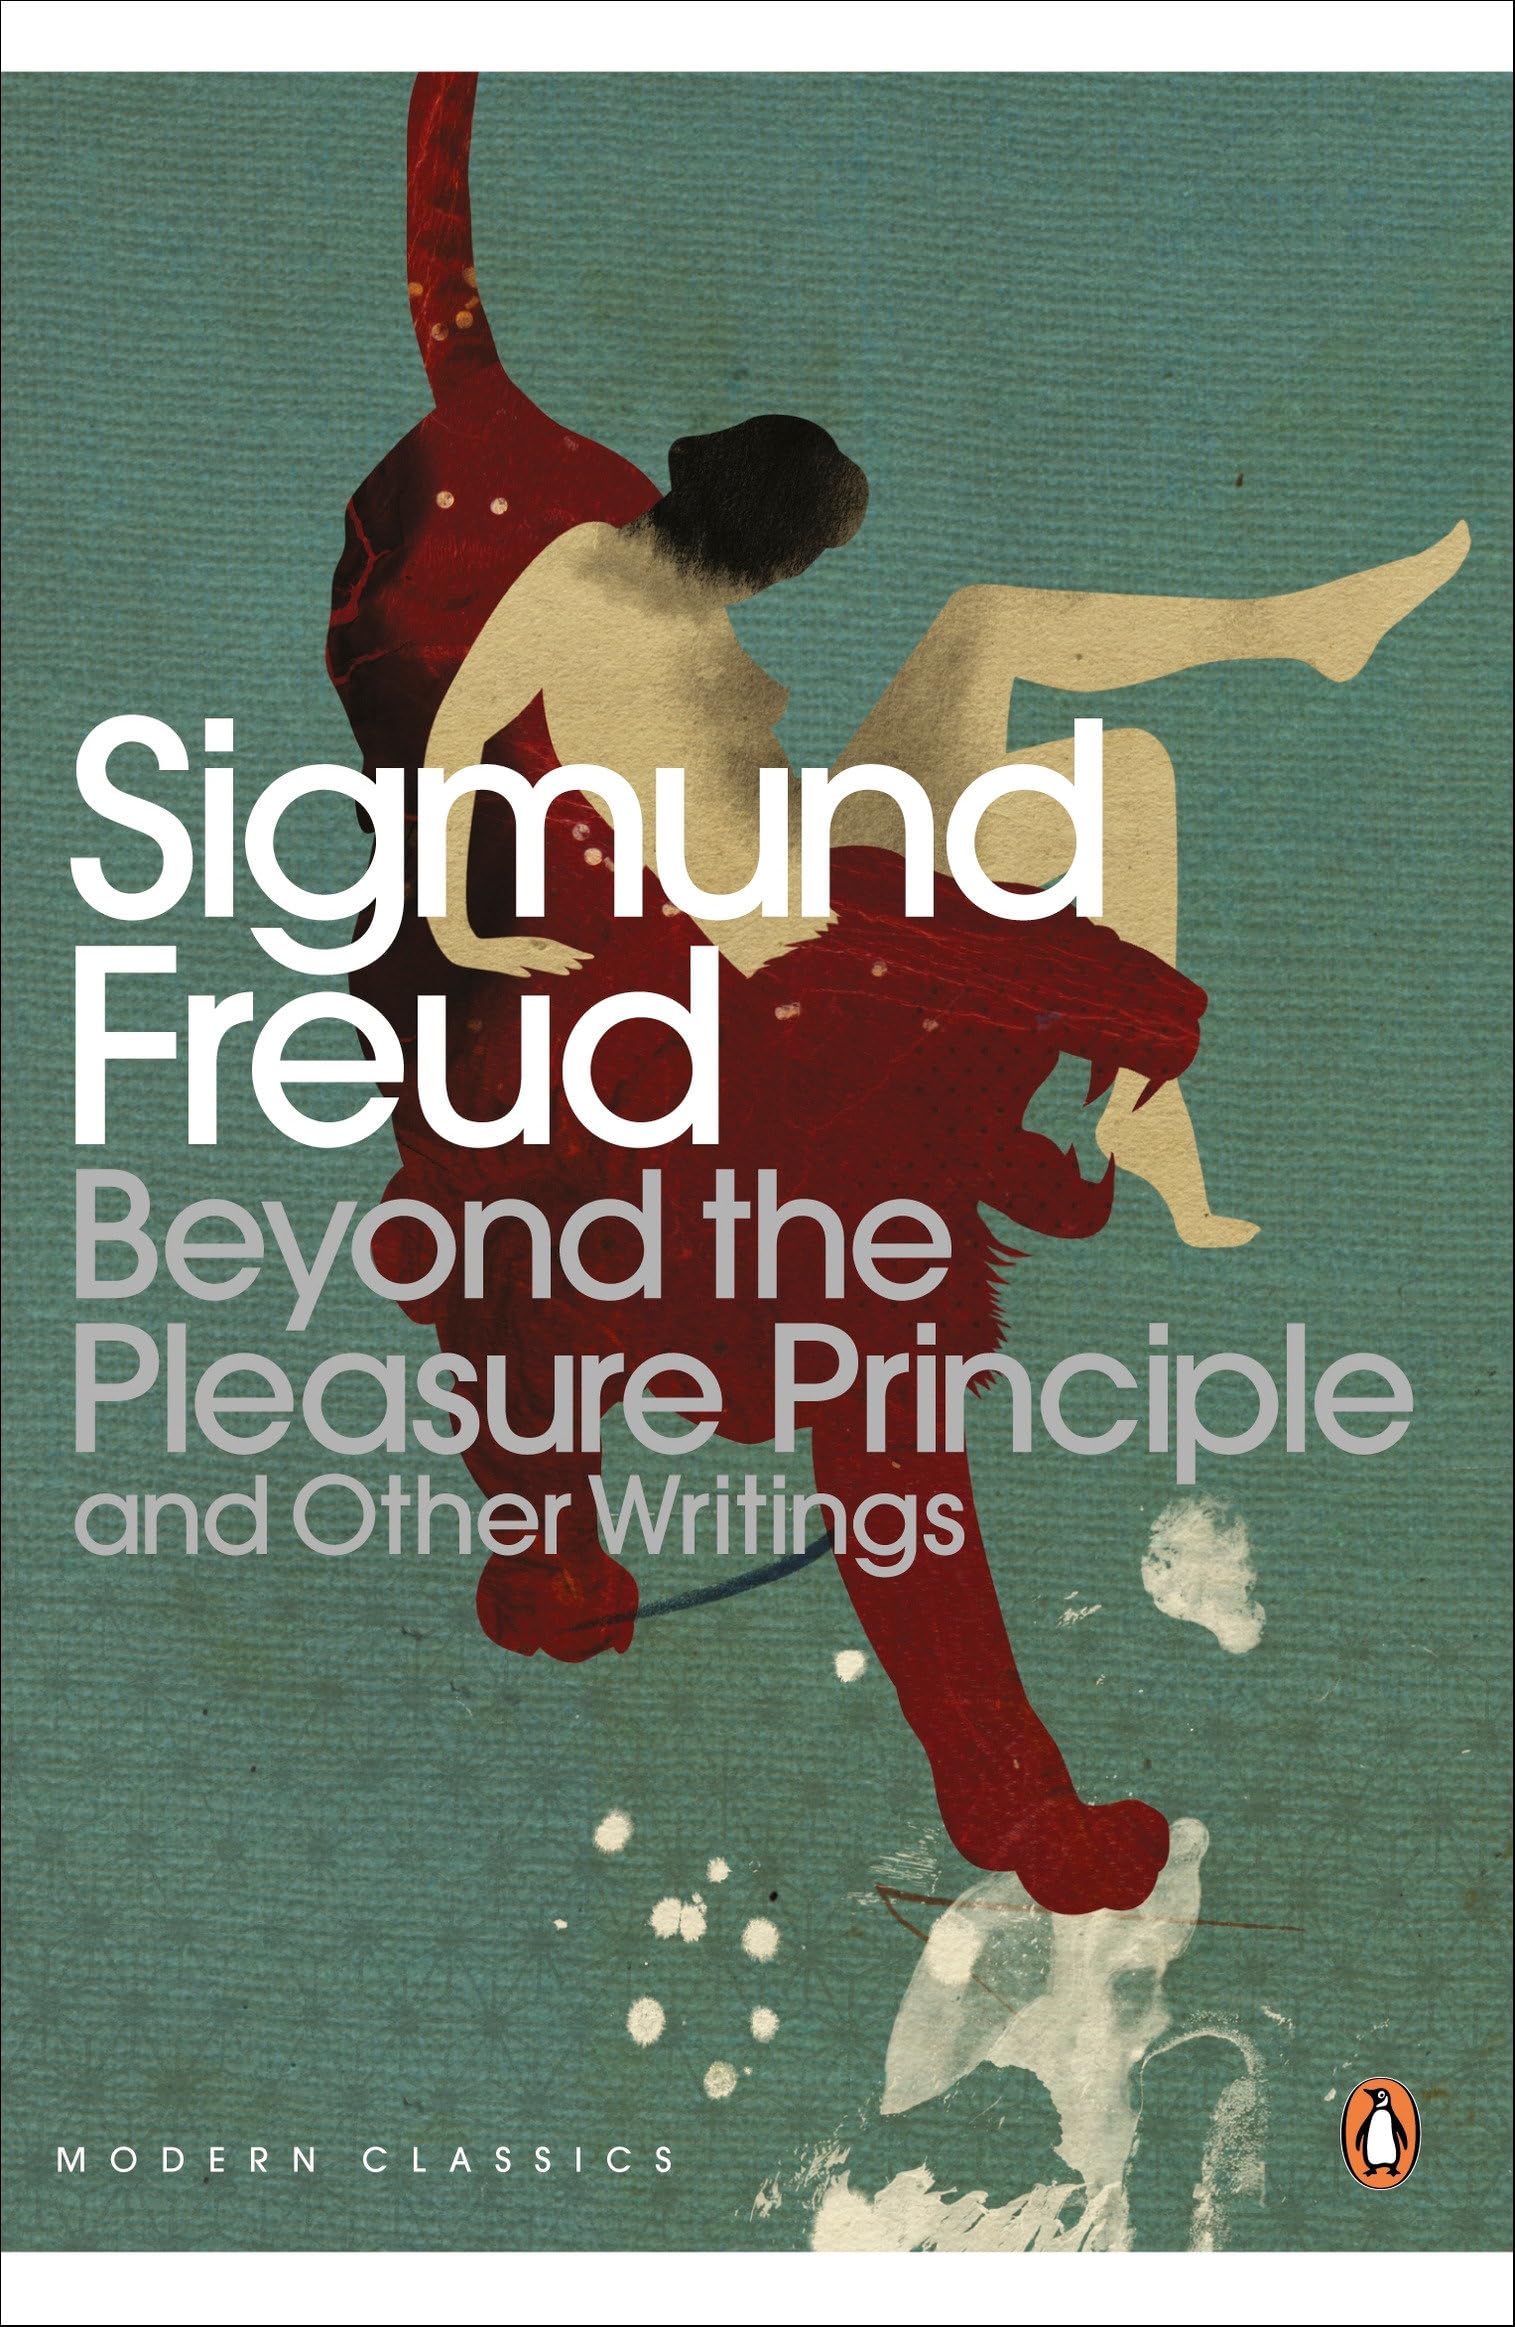 Sigmund
Freud
Beyond the
Pleasure Principle
and Other Writings
MODERN CLASSICS